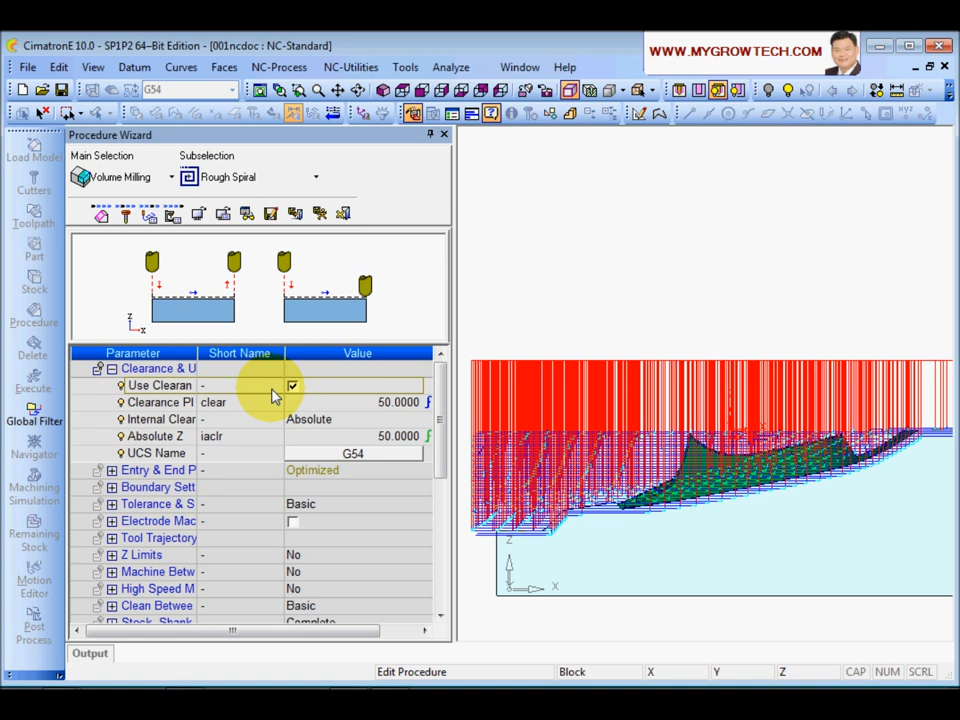 CimatronE 10.0 - SP1P2 64-Bit Edition - [001ncdoc : NC-Standard]
WWW.MYGROWTECH.COM
File Edit View Datum Curves Faces NC-Process NC-Utilities Tools Analyze Window Help
G54
Procedure Wizard
Load Model
Main Selection Subselection
Volume Milling Rough Spiral
Cutters
Toolpath
Part
Stock
Procedure
Delete
Execute
Global Filter
Navigator
Machining Simulation
Remaining Stock
Motion Editor
Post Process
Z
X
Parameter Short Name Value
Clearance & U
Use Clearan -
Clearance Pl clear 50.0000 f
Internal Clear - Absolute
Absolute Z iaclr 50.0000 f
UCS Name G54
Entry & End P - Optimized
Boundary Sett -
Tolerance & S - Basic
Electrode Mac -
Tool Trajectory
Z Limits - No
Machine Betw - No
High Speed M - No
Clean Betwee - Basic
Stock, Shank Complete
Z
X
Output
Edit Procedure Block X Y Z CAP NUM SCRL